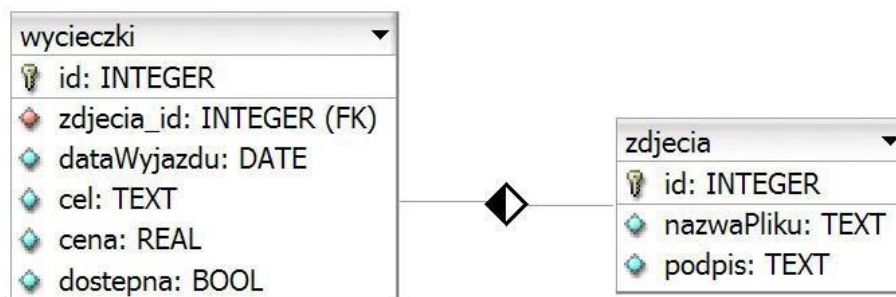 wycieczki
id: INTEGER
zdjecia_id: INTEGER (FK)
dataWyjazdu: DATE
cel: TEXT
cena: REAL
dostepna: BOOL
zdjecia
id: INTEGER
nazwaPliku: TEXT
podpis: TEXT